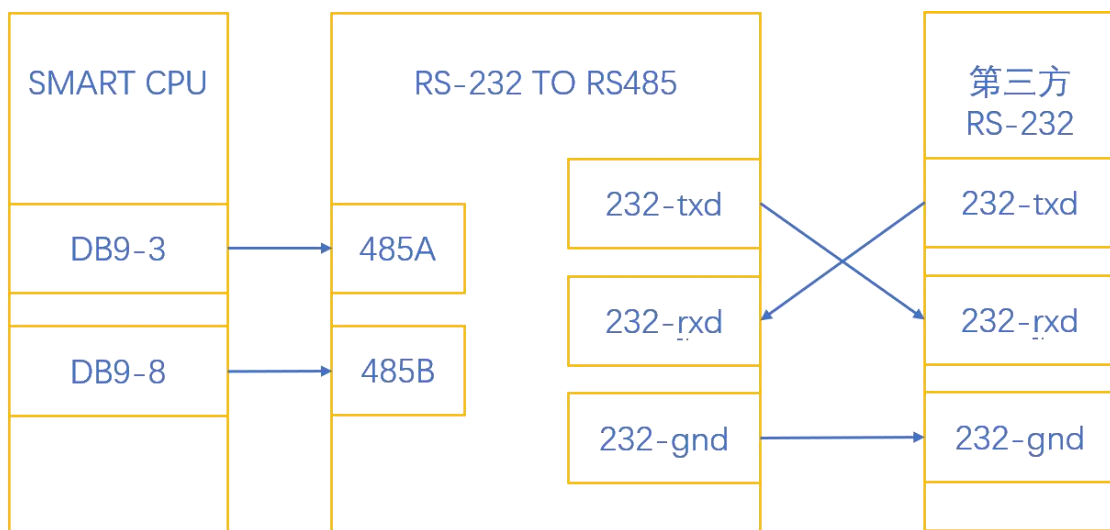 SMART CPU
DB9-3
DB9-8
RS-232 TO RS485
485A
485B
232-txd
232-rxd
232-gnd
第三方
RS-232
232-txd
232-rxd
232-gnd